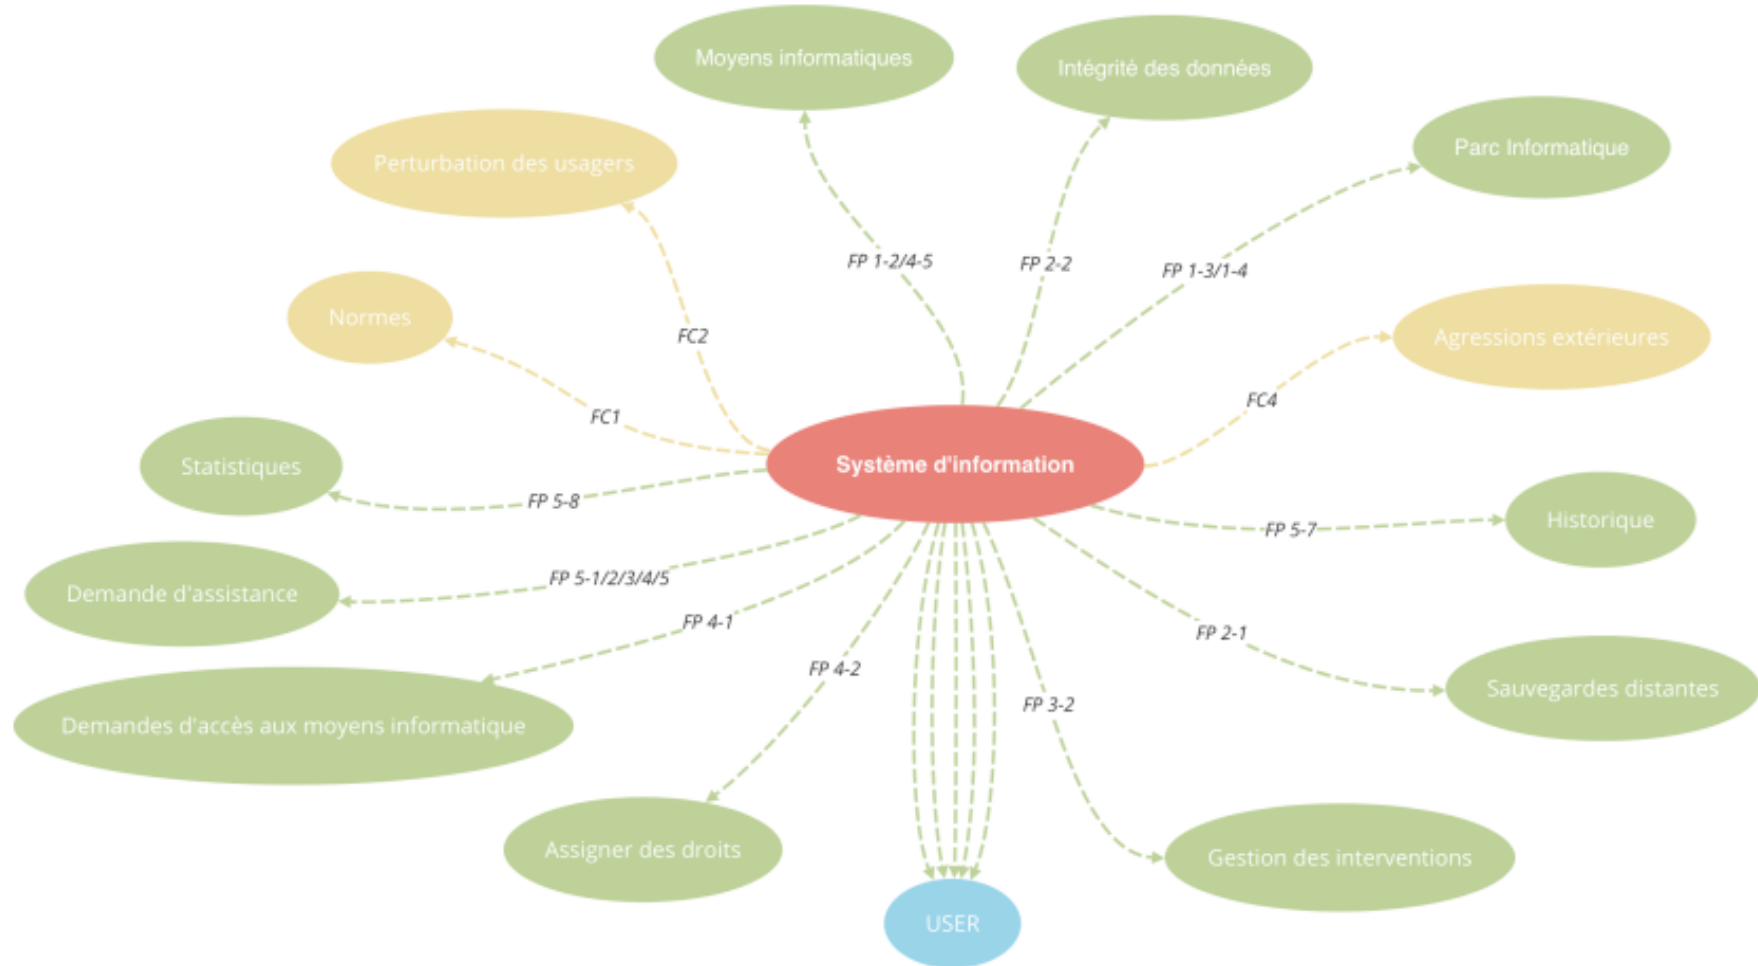 Moyens informatiques
Intégrité des données
Parc Informatique
Perturbation des usagers
FP 1-2/4-5
FP 2-2
FP 1-3/1-4
Normes
FC2
Agressions extérieures
FC4
FC1
Statistiques
Système d'information
FP 5-8
Historique
FP 5-7
Demande d'assistance
FP 5-1/2/3/4/5
FP 4-1
FP 2-1
FP 4-2
Sauvegardes distantes
FP 3-2
Demandes d'accès aux moyens informatique
Assigner des droits
Gestion des interventions
USER